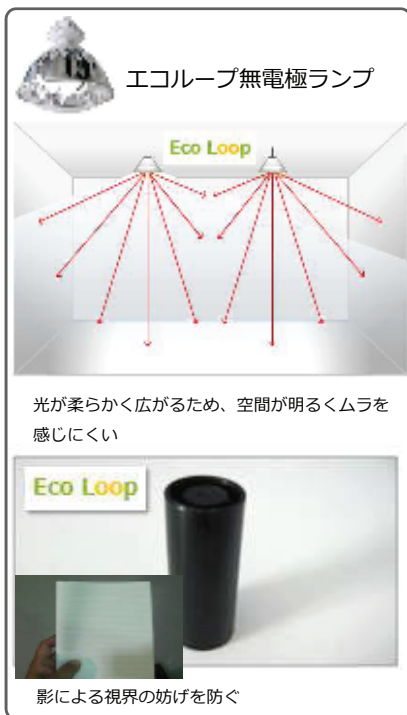 エコループ無電極ランプ
Eco Loop
光が柔らかく広がるため、空間が明るくムラを
感じにくい
Eco Loop
影による視界の妨げを防ぐ